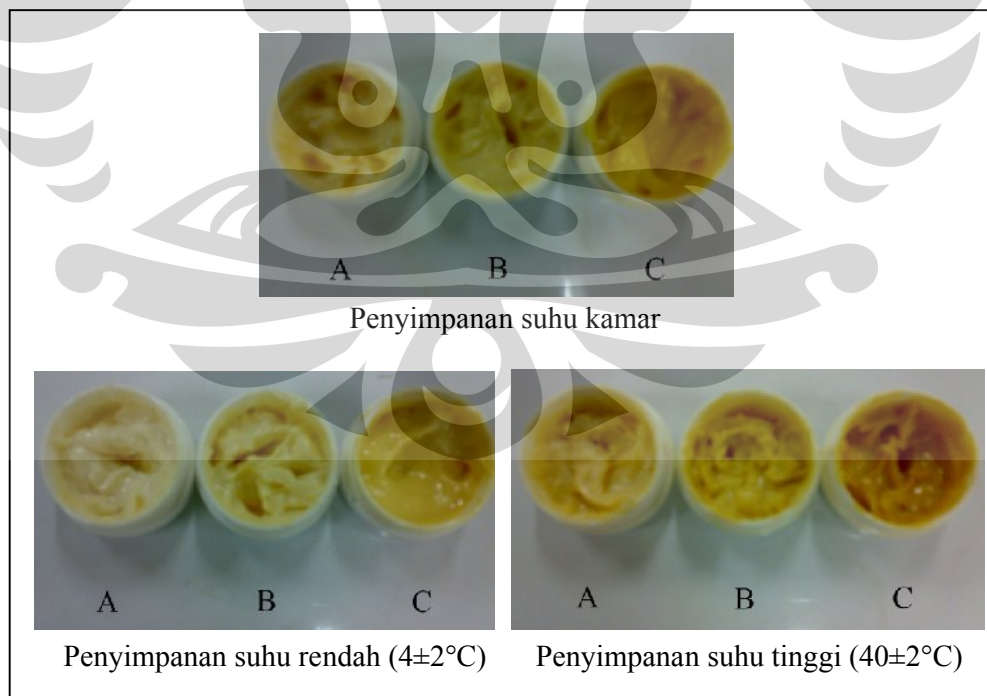 A B C
Penyimpanan suhu kamar
A B C
A B C
Penyimpanan suhu rendah (4±2°C) Penyimpanan suhu tinggi (40±2°C)